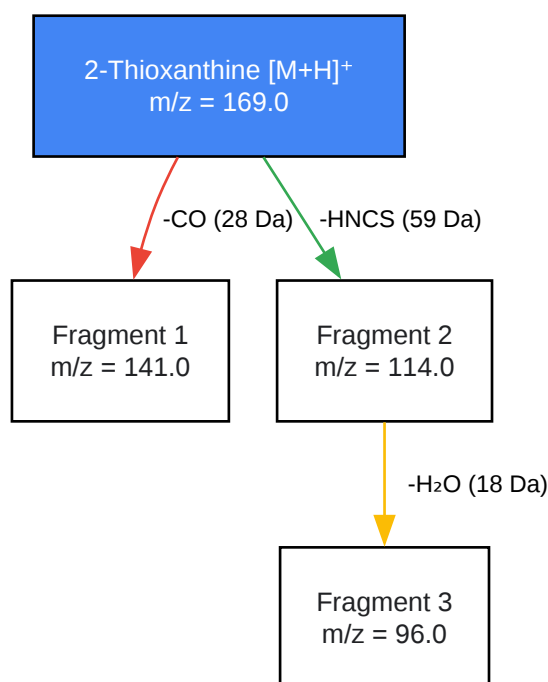 2-Thioxanthine [M+H]⁺
m/z = 169.0
-CO (28 Da)
-HNCS (59 Da)
Fragment 1
m/z = 141.0
Fragment 2
m/z = 114.0
-H₂O (18 Da)
Fragment 3
m/z = 96.0